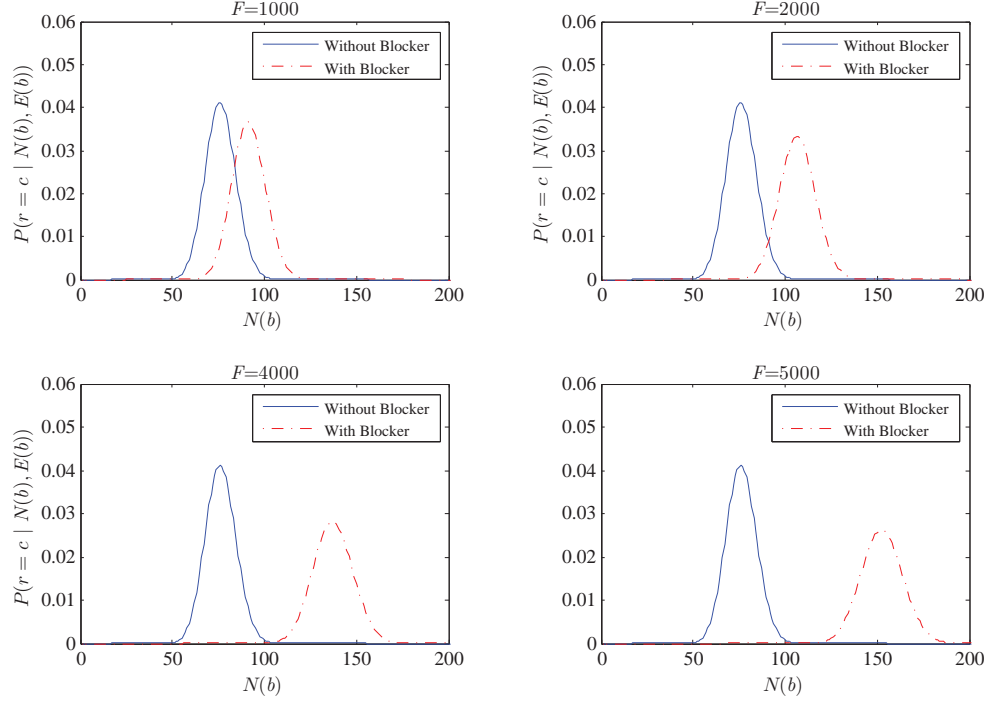 F=1000
0.06
0.05
0.04
0.03
0.02
0.01
0
P(r = c | N(b), E(b))
Without Blocker
With Blocker
0 50 100 150 200
N(b)
F=2000
0.06
0.05
0.04
0.03
0.02
0.01
0
P(r = c | N(b), E(b))
Without Blocker
With Blocker
0 50 100 150 200
N(b)
F=4000
0.06
0.05
0.04
0.03
0.02
0.01
0
P(r = c | N(b), E(b))
Without Blocker
With Blocker
0 50 100 150 200
N(b)
F=5000
0.06
0.05
0.04
0.03
0.02
0.01
0
Without Blocker
With Blocker
0 50 100 150 200
N(b)